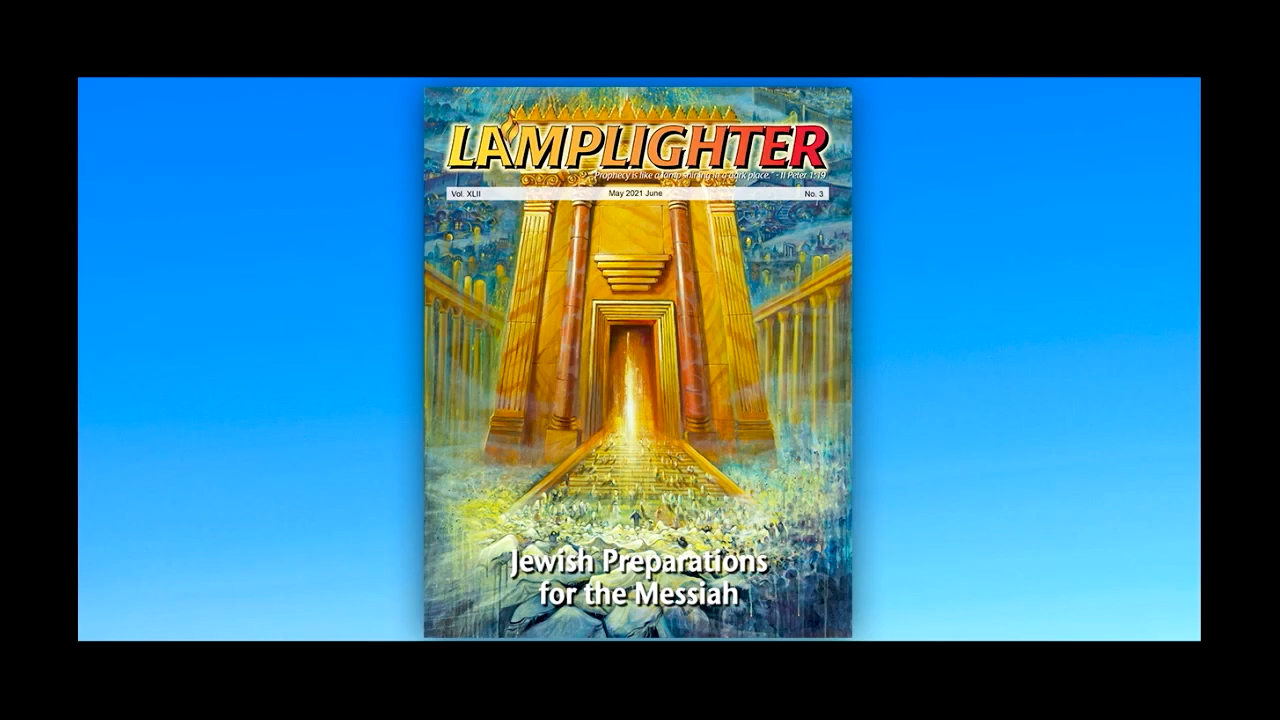 LAMPLIGHTER
"Prophecy is like a lamp shining in a dark place." - II Peter 1:19
Vol. XLII May 2021 June No. 3
Jewish Preparations
for the Messiah